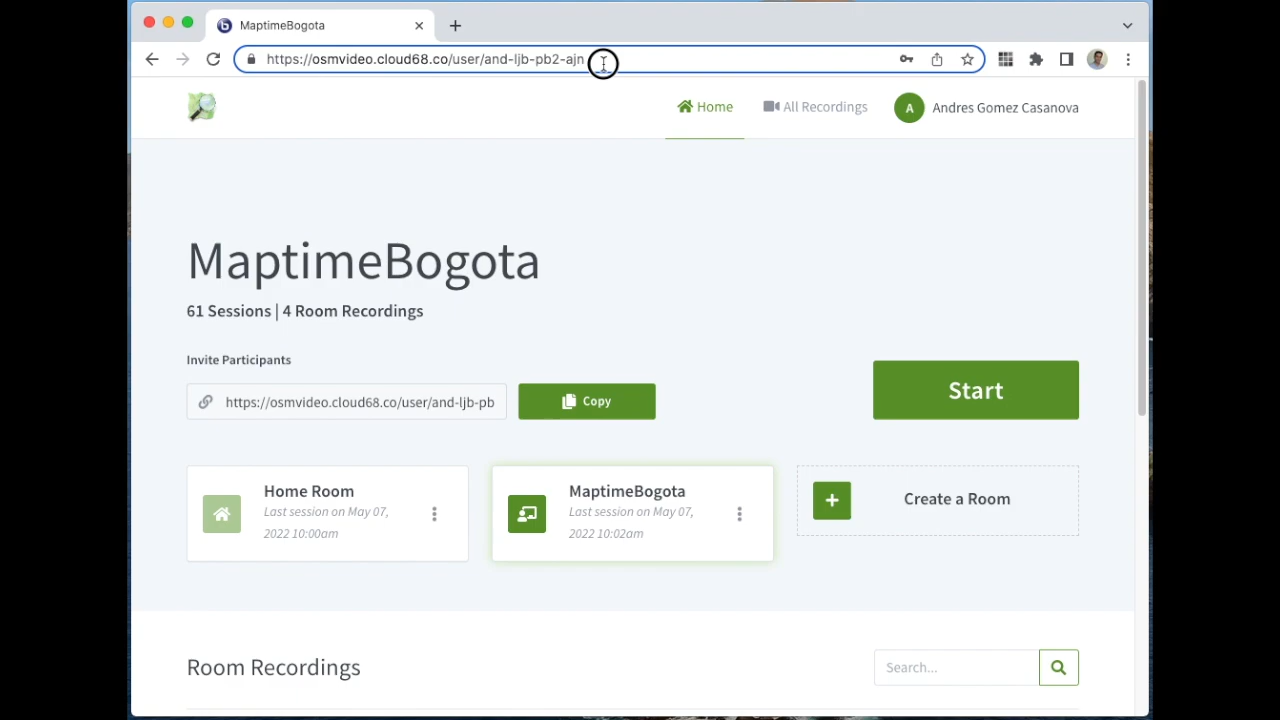 MaptimeBogota
https://osmvideo.cloud68.co/user/and-ljb-pb2-ajn
Home
All Recordings
A
Andres Gomez Casanova
MaptimeBogota
61 Sessions | 4 Room Recordings
Invite Participants
https://osmvideo.cloud68.co/user/and-ljb-pb
Copy
Start
Home Room
Last session on May 07,
2022 10:00am
MaptimeBogota
Last session on May 07,
2022 10:02am
Create a Room
Room Recordings
Search...